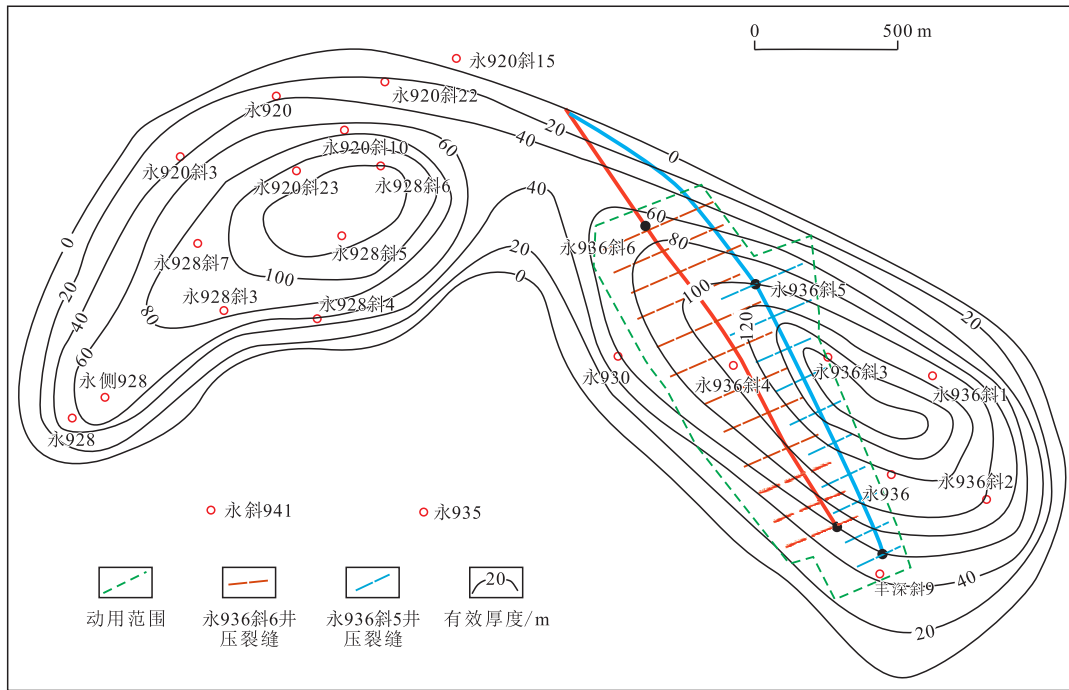 0
500 m
永920斜15
永920斜22
永920
20
0
40
永920斜10
60
永920斜3
永920斜23
永928斜6
40
60
永936斜6
0
永928斜5
80
永928斜7
20
永936斜5
100
0
100
20
永928斜3
永928斜4
20
80
120
40
60
永930
永936斜4
永936斜3
永侧928
永936斜1
永928
永936斜2
永936
永斜941
永935
40
丰深斜9
20
20
0
动用范围
永936斜6井
压裂缝
永936斜5井
压裂缝
有效厚度/m